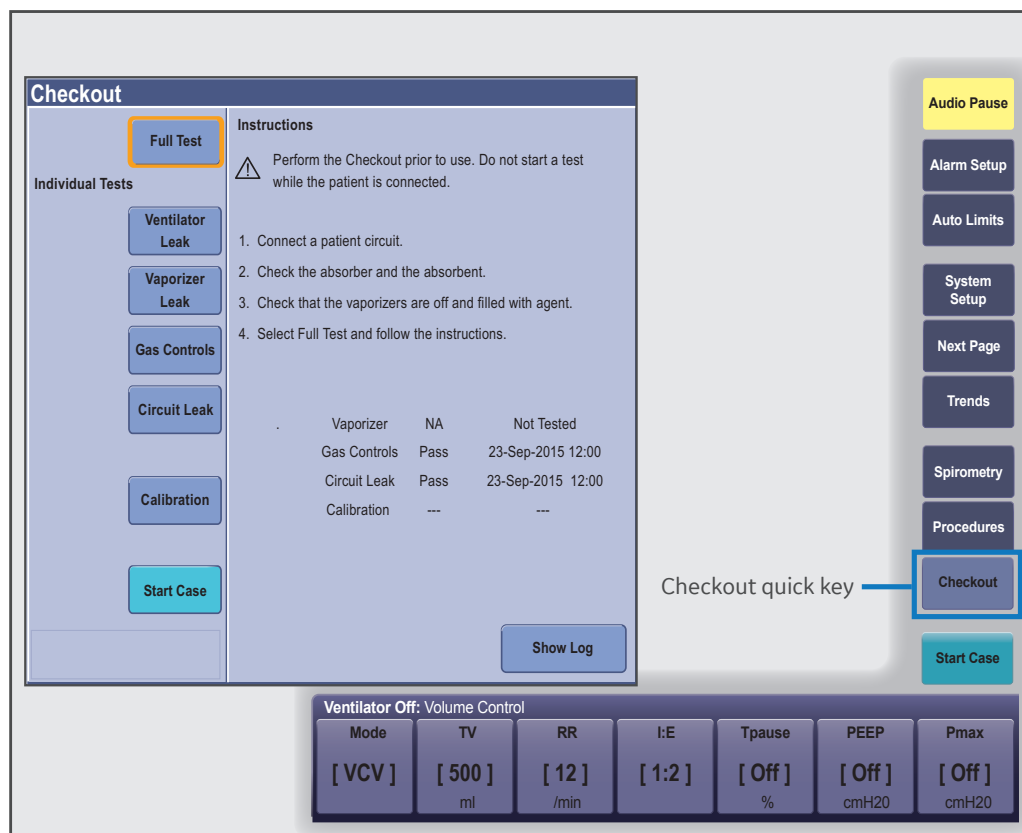 Checkout
Full Test
Individual Tests
Ventilator
Leak
Vaporizer
Leak
Gas Controls
Circuit Leak
Calibration
Start Case
Instructions
Perform the Checkout prior to use. Do not start a test
while the patient is connected.
1. Connect a patient circuit.
2. Check the absorber and the absorbent.
3. Check that the vaporizers are off and filled with agent.
4. Select Full Test and follow the instructions.
. Vaporizer NA Not Tested
Gas Controls Pass 23-Sep-2015 12:00
Circuit Leak Pass 23-Sep-2015 12:00
Calibration --- ---
Show Log
Audio Pause
Alarm Setup
Auto Limits
System
Setup
Next Page
Trends
Spirometry
Procedures
Checkout quick key
Checkout
Start Case
Ventilator Off: Volume Control
Mode TV RR I:E Tpause PEEP Pmax
[ VCV ] [ 500 ] [ 12 ] [ 1:2 ] [ Off ] [ Off ] [ Off ]
ml /min % cmH20 cmH20